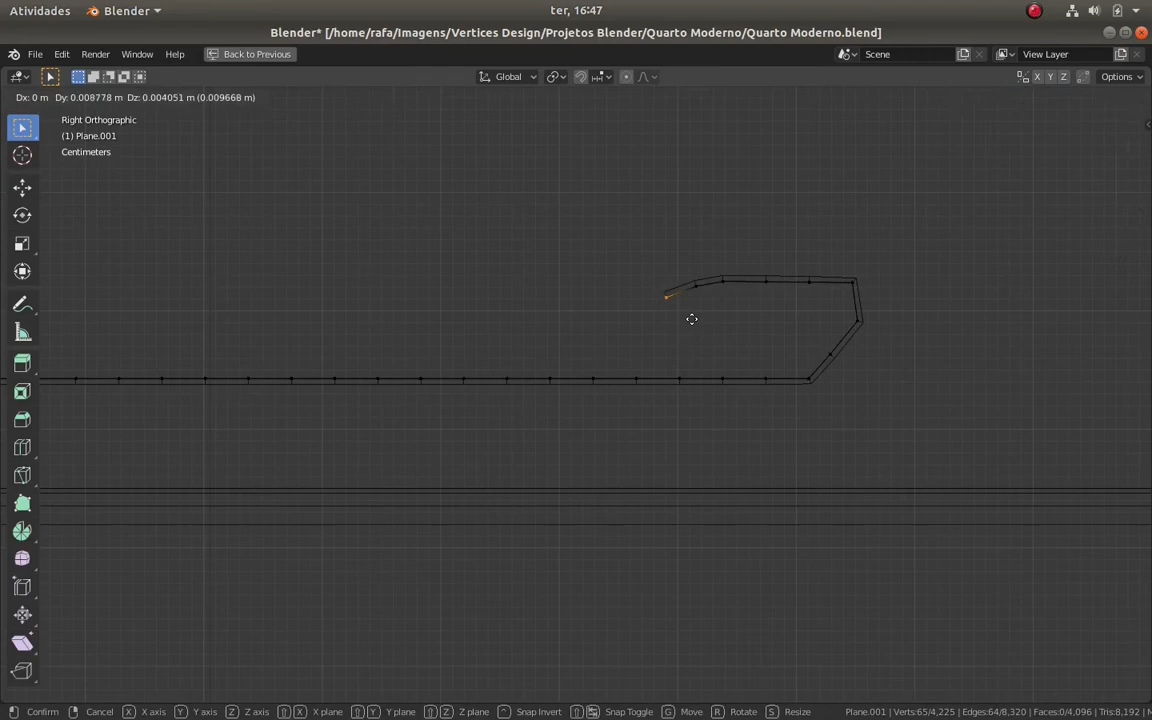 Atividades Blender ter, 16:47
Blender* [/home/rafa/Imagens/Vertices Design/Projetos Blender/Quarto Moderno/Quarto Moderno.blend]
File Edit Render Window Help Back to Previous Scene View Layer
Global X Y Z Options
Dx: 0 m Dy: 0.008778 m Dz: 0.004051 m (0.009668 m)
Right Orthographic
(1) Plane.001
Centimeters
Confirm Cancel X X axis Y Y axis Z Z axis X X plane Y Y plane Z Z plane Snap Invert Snap Toggle G Move R Rotate S Resize Plane.001 | Verts:65/4,225 | Edges:64/8,320 | Faces:0/4,096 | Tris:8,192 |